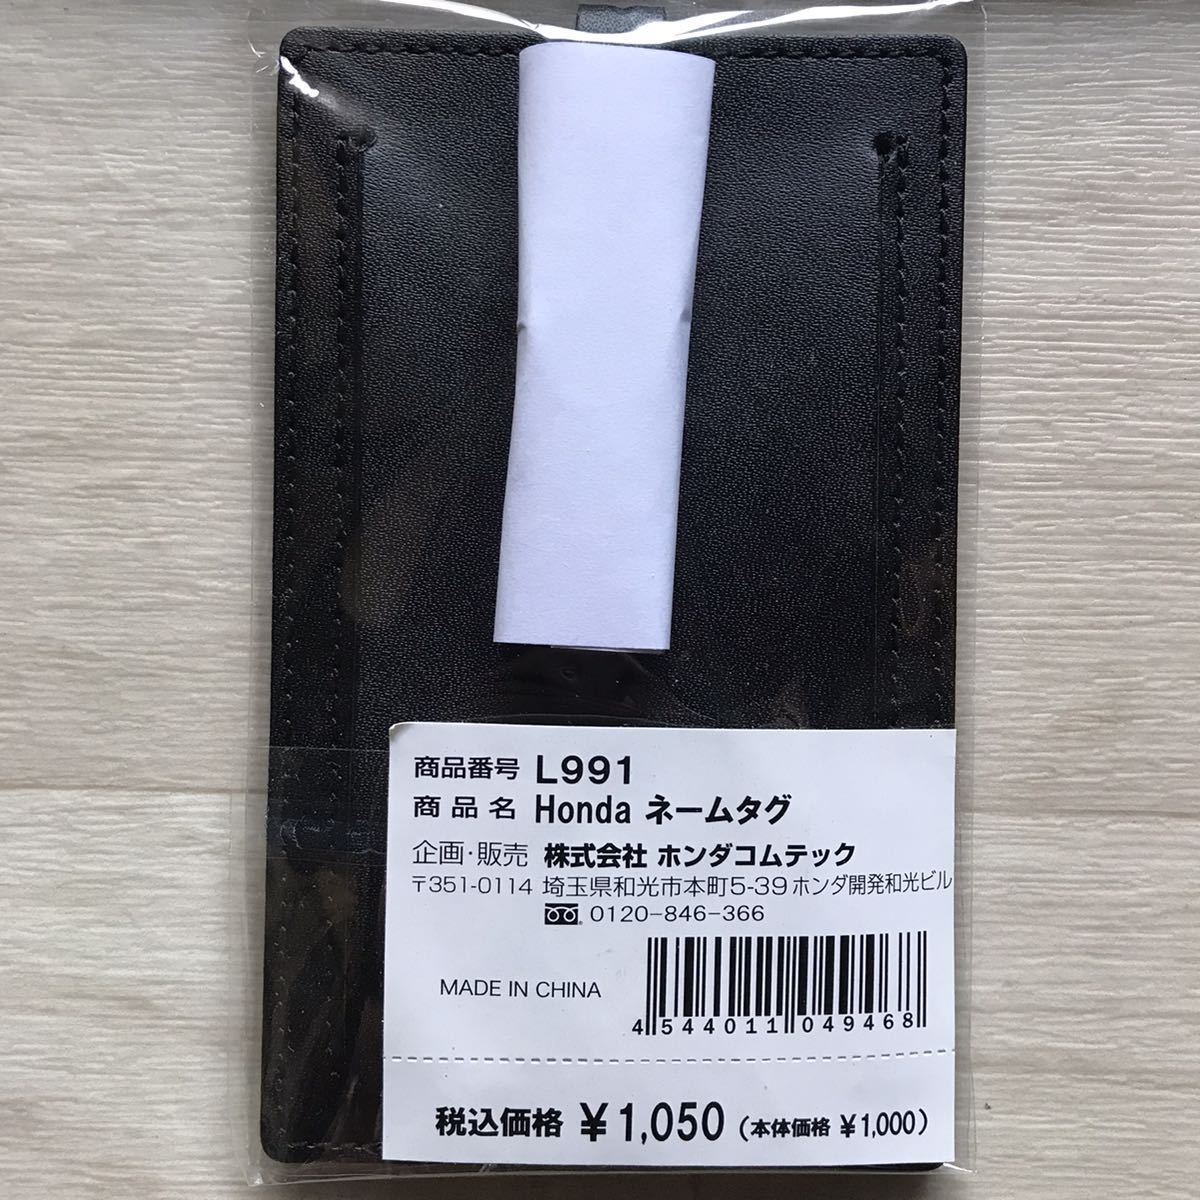 商品番号 L991
商品名 Honda ネームタグ
企画・販売 株式会社 ホンダコムテック
〒351-0114 埼玉県和光市本町5-39 ホンダ開発和光ビル
0120-846-366
MADE IN CHINA
4 544011 049468
税込価格 ¥1,050 (本体価格 ¥1,000)